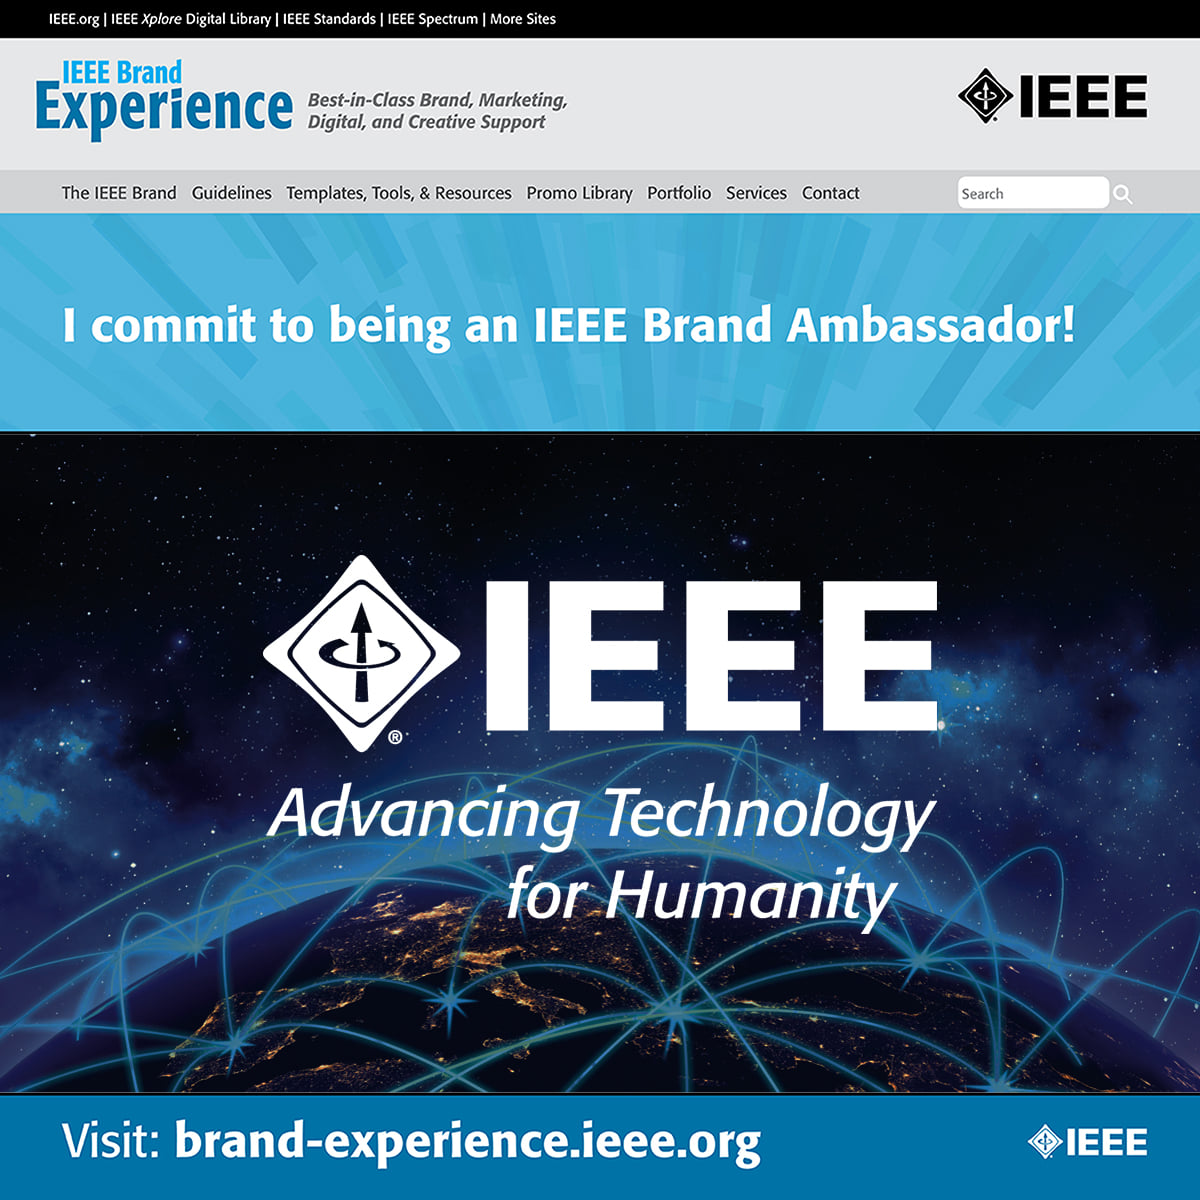 IEEE.org | IEEE Xplore Digital Library | IEEE Standards | IEEE Spectrum | More Sites
IEEE Brand
Experience
Best-in-Class Brand, Marketing,
Digital, and Creative Support
IEEE
The IEEE Brand Guidelines Templates, Tools, & Resources Promo Library Portfolio Services Contact Search
I commit to being an IEEE Brand Ambassador!
IEEE
®
Advancing Technology
for Humanity
Visit: brand-experience.ieee.org
IEEE